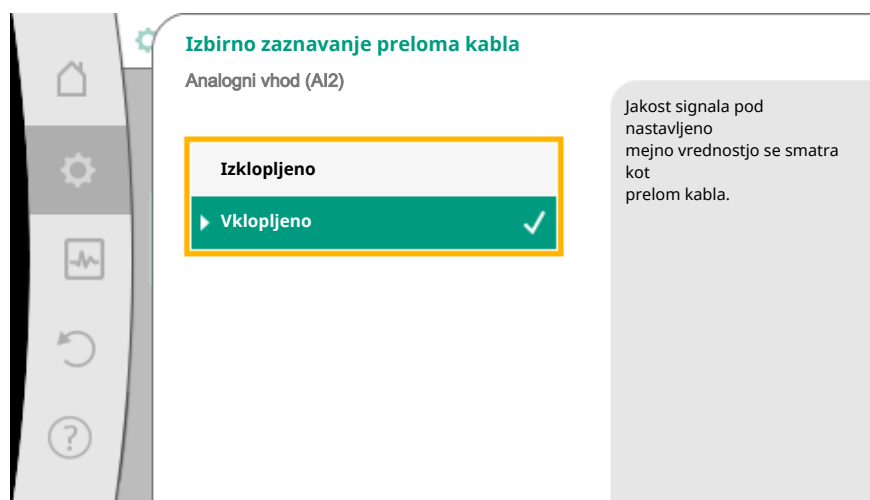 Izbirno zaznavanje preloma kabla
Analogni vhod (AI2)
Izklopljeno
Vklopljeno
Jakost signala pod
nastavljeno
mejno vrednostjo se smatra
kot
prelom kabla.